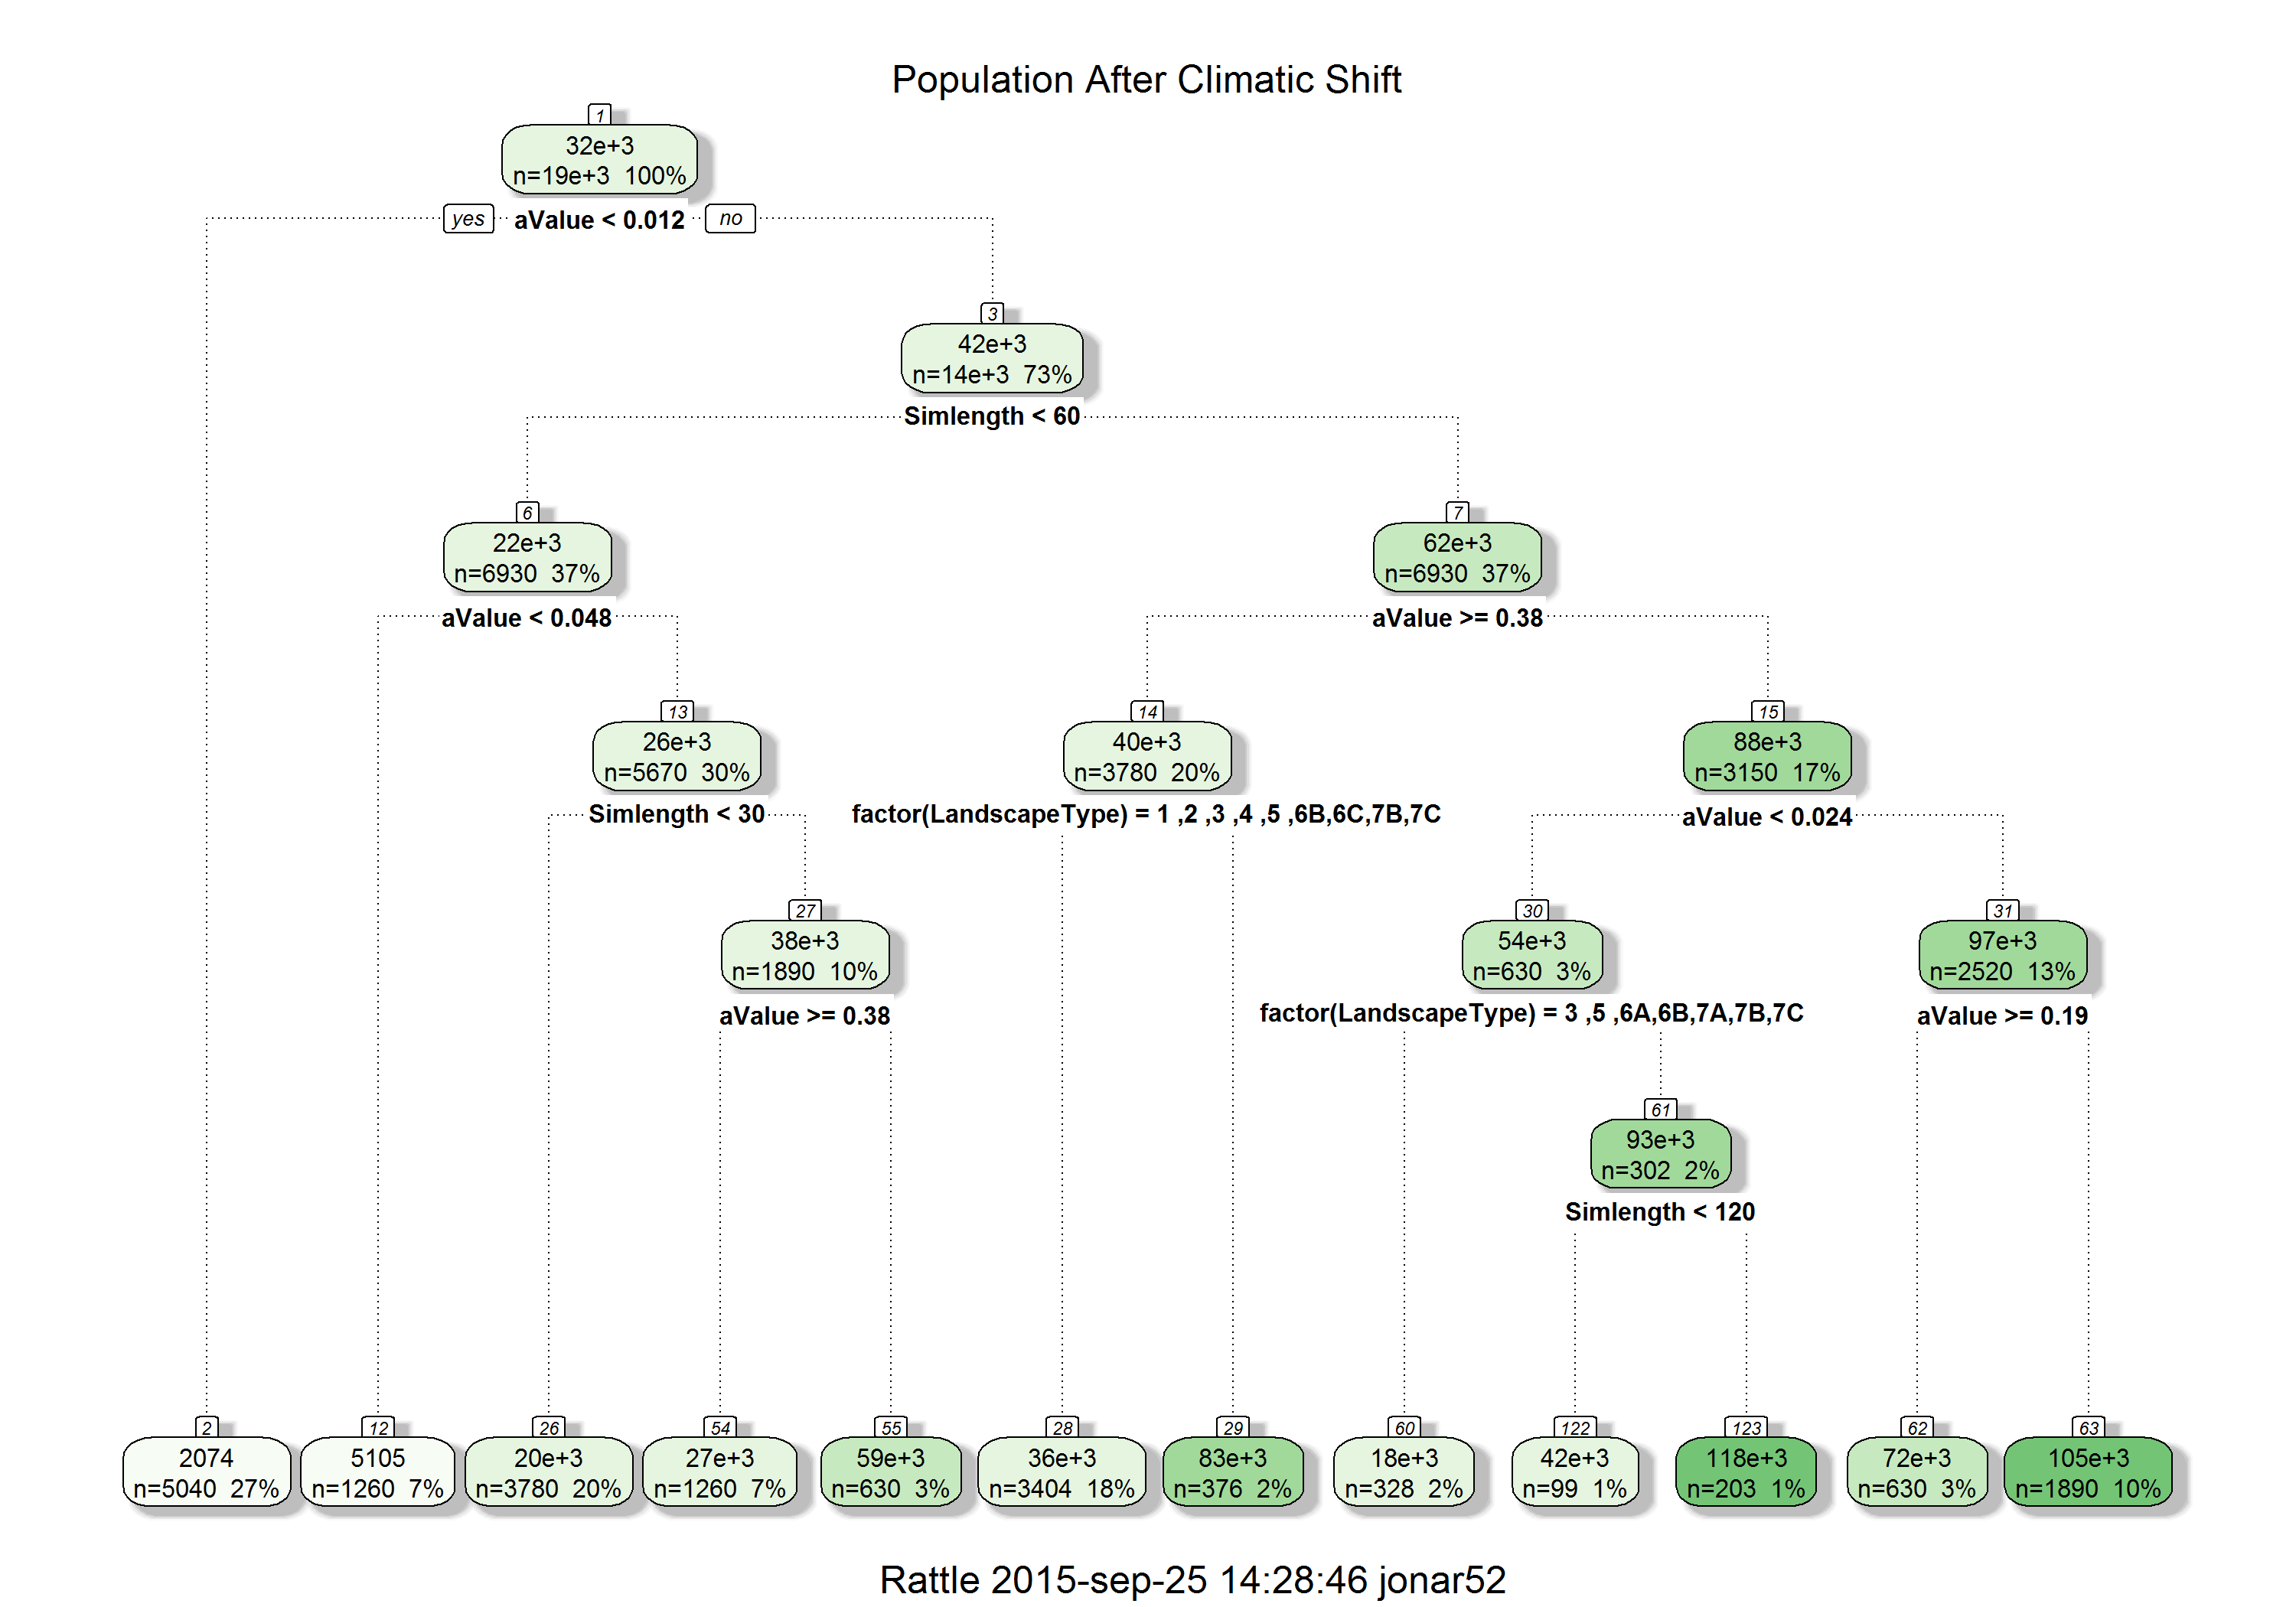 Population After Climatic Shift
1
32e+3
n=19e+3 100%
yes aValue < 0.012 no
3
42e+3
n=14e+3 73%
Simlength < 60
6
22e+3
n=6930 37%
aValue < 0.048
7
62e+3
n=6930 37%
aValue >= 0.38
13
26e+3
n=5670 30%
Simlength < 30
14
40e+3
n=3780 20%
factor(LandscapeType) = 1 ,2 ,3 ,4 ,5 ,6B,6C,7B,7C
15
88e+3
n=3150 17%
aValue < 0.024
27
38e+3
n=1890 10%
aValue >= 0.38
30
54e+3
n=630 3%
factor(LandscapeType) = 3 ,5 ,6A,6B,7A,7B,7C
31
97e+3
n=2520 13%
aValue >= 0.19
61
93e+3
n=302 2%
Simlength < 120
2
2074
n=5040 27%
12
5105
n=1260 7%
26
20e+3
n=3780 20%
54
27e+3
n=1260 7%
55
59e+3
n=630 3%
28
36e+3
n=3404 18%
29
83e+3
n=376 2%
60
18e+3
n=328 2%
122
42e+3
n=99 1%
123
118e+3
n=203 1%
62
72e+3
n=630 3%
63
105e+3
n=1890 10%
Rattle 2015-sep-25 14:28:46 jonar52